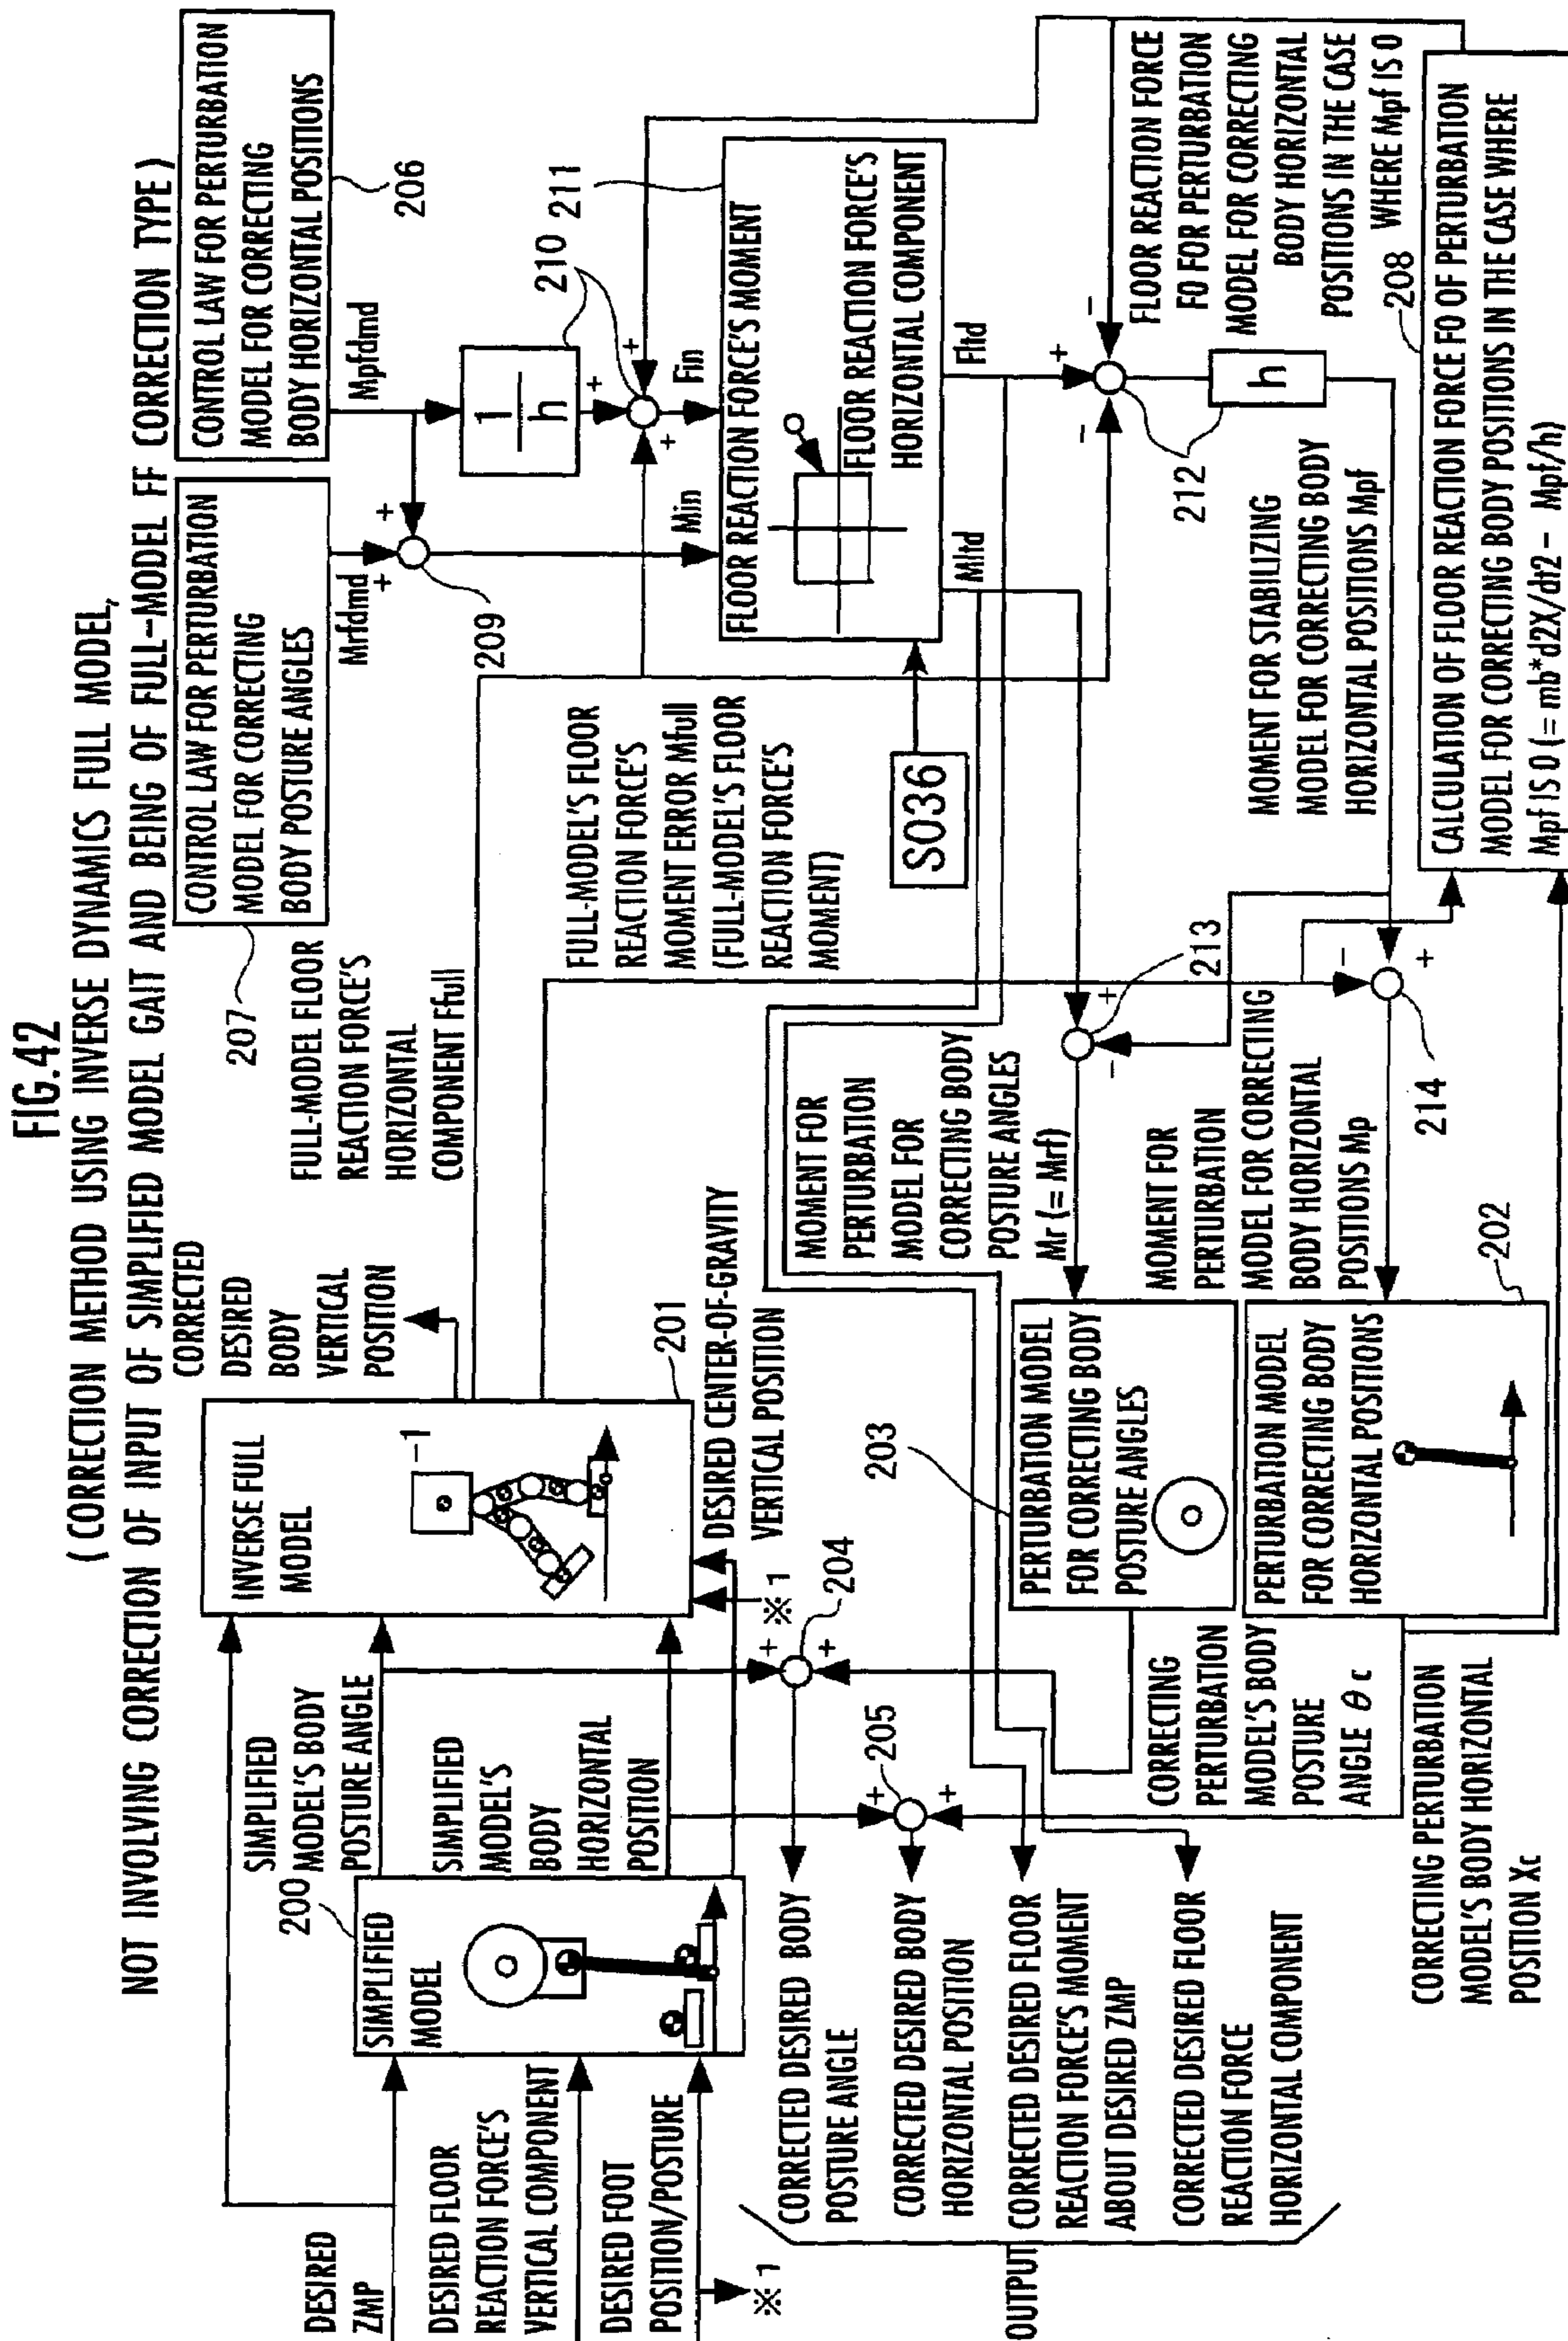 FIG.42
( CORRECTION METHOD USING INVERSE DYNAMICS FULL MODEL,
NOT INVOLVING CORRECTION OF INPUT OF SIMPLIFIED MODEL GAIT AND BEING OF FULL-MODEL FF CORRECTION TYPE )
DESIRED
ZMP
DESIRED FLOOR
REACTION FORCE'S
VERTICAL COMPONENT
DESIRED FOOT
POSITION/POSTURE
※1
200
SIMPLIFIED
MODEL
SIMPLIFIED
MODEL'S BODY
POSTURE ANGLE
SIMPLIFIED
MODEL'S
BODY
HORIZONTAL
POSITION
INVERSE FULL
MODEL
-1
201
※1
DESIRED CENTER-OF-GRAVITY
VERTICAL POSITION
CORRECTED
DESIRED
BODY
VERTICAL
POSITION
FULL-MODEL FLOOR
REACTION FORCE'S
HORIZONTAL
COMPONENT Ffull
207
CONTROL LAW FOR PERTURBATION
MODEL FOR CORRECTING
BODY POSTURE ANGLES
CONTROL LAW FOR PERTURBATION
MODEL FOR CORRECTING
BODY HORIZONTAL POSITIONS
206
Mrfdmd
Mpfdmd
+
+
209
1
h
210
+
+
+
Min
Fin
211
FLOOR REACTION FORCE'S MOMENT
FLOOR REACTION FORCE'S
HORIZONTAL COMPONENT
FULL-MODEL'S FLOOR
REACTION FORCE'S
MOMENT ERROR Mfull
(FULL-MODEL'S FLOOR
REACTION FORCE'S
MOMENT)
S036
Mltd
Fltd
+
-
-
212
h
FLOOR REACTION FORCE
F0 FOR PERTURBATION
MODEL FOR CORRECTING
BODY HORIZONTAL
POSITIONS IN THE CASE
WHERE Mpf IS 0
MOMENT FOR STABILIZING
MODEL FOR CORRECTING BODY
HORIZONTAL POSITIONS Mpf
208
CALCULATION OF FLOOR REACTION FORCE F0 OF PERTURBATION
MODEL FOR CORRECTING BODY POSITIONS IN THE CASE WHERE
Mpf IS 0 (= mb*d2X/dt2 - Mpf/h)
+
-
213
-
+
214
MOMENT FOR
PERTURBATION
MODEL FOR
CORRECTING BODY
POSTURE ANGLES
Mr (= Mrf)
MOMENT FOR
PERTURBATION
MODEL FOR CORRECTING
BODY HORIZONTAL
POSITIONS Mp
203
PERTURBATION MODEL
FOR CORRECTING BODY
POSTURE ANGLES
202
PERTURBATION MODEL
FOR CORRECTING BODY
HORIZONTAL POSITIONS
204
+
+
205
+
+
CORRECTING
PERTURBATION
MODEL'S BODY
POSTURE
ANGLE θc
CORRECTING PERTURBATION
MODEL'S BODY HORIZONTAL
POSITION Xc
OUTPUT
CORRECTED DESIRED BODY
POSTURE ANGLE
CORRECTED DESIRED BODY
HORIZONTAL POSITION
CORRECTED DESIRED FLOOR
REACTION FORCE'S MOMENT
ABOUT DESIRED ZMP
CORRECTED DESIRED FLOOR
REACTION FORCE
HORIZONTAL COMPONENT